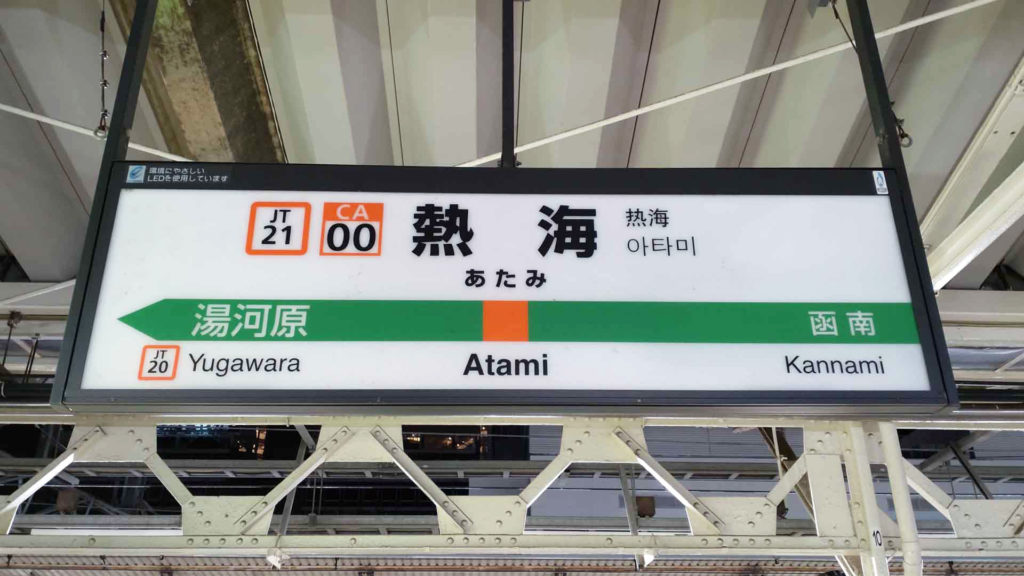 環境にやさしい
LEDを使用しています
JT
21
CA
00
熱海
热海
아타미
あたみ
湯河原
函南
JT
20
Yugawara
Atami
Kannami
10